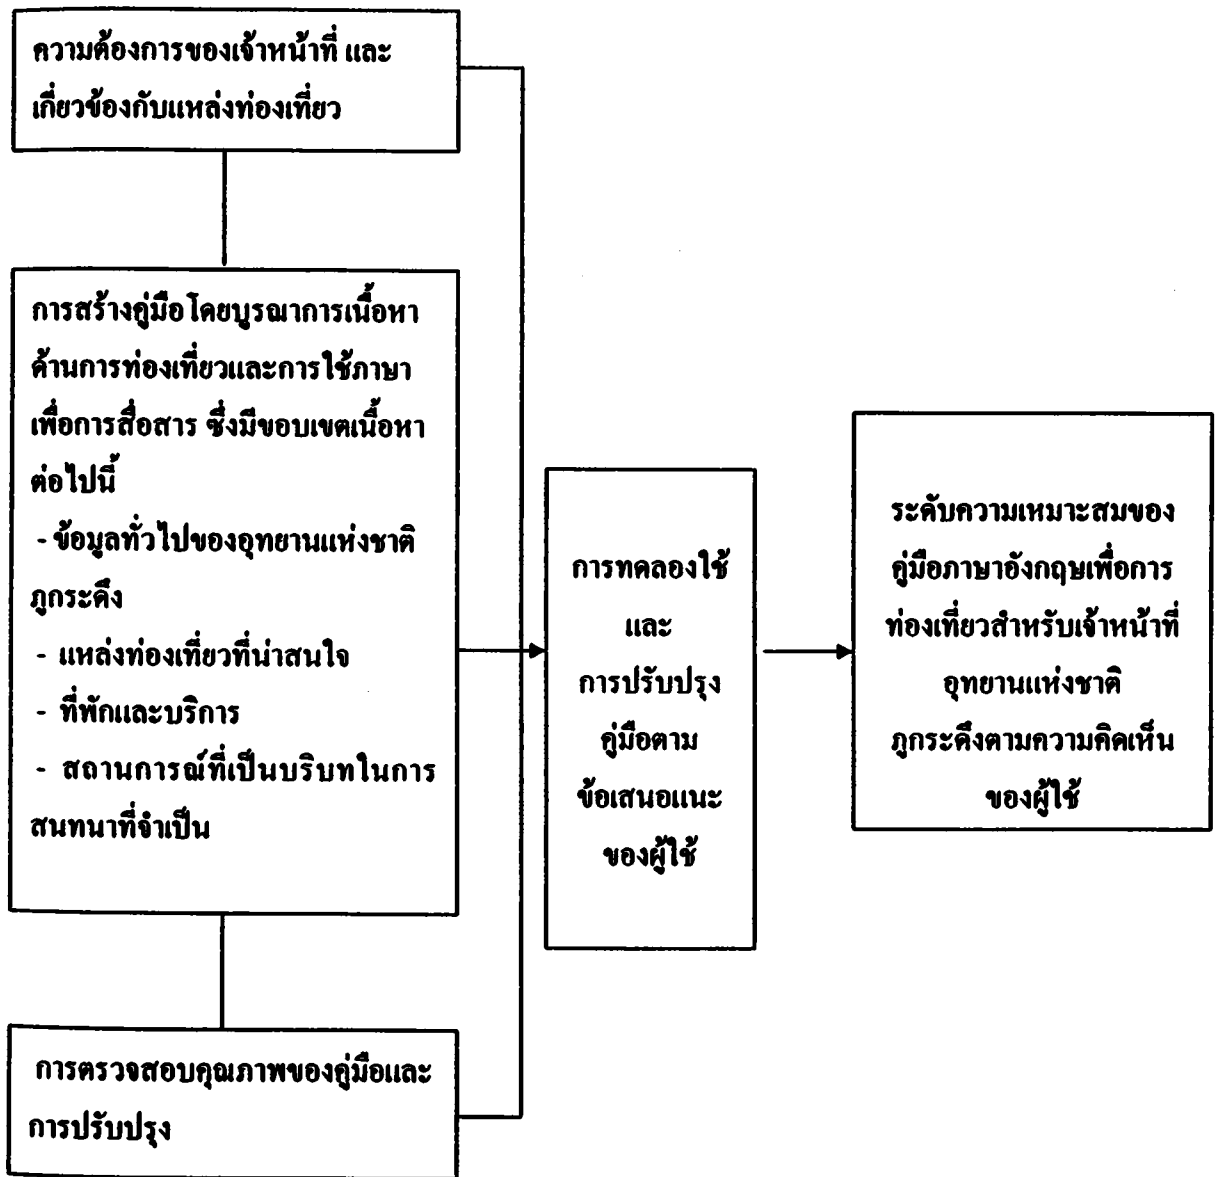 ความต้องการของเจ้าหน้าที่ และ
เกี่ยวข้องกับแหล่งท่องเที่ยว
การสร้างคู่มือโดยบูรณาการเนื้อหา
ด้านการท่องเที่ยวและการใช้ภาษา
เพื่อการสื่อสาร ซึ่งมีขอบเขตเนื้อหา
ต่อไปนี้
- ข้อมูลทั่วไปของอุทยานแห่งชาติ
ภูกระดึง
- แหล่งท่องเที่ยวที่น่าสนใจ
- ที่พักและบริการ
- สถานการณ์ที่เป็นบริบทในการ
สนทนาที่จำเป็น
การตรวจสอบคุณภาพของคู่มือและ
การปรับปรุง
การทดลองใช้
และ
การปรับปรุง
คู่มือตาม
ข้อเสนอแนะ
ของผู้ใช้
ระดับความเหมาะสมของ
คู่มือภาษาอังกฤษเพื่อการ
ท่องเที่ยวสำหรับเจ้าหน้าที่
อุทยานแห่งชาติ
ภูกระดึงตามความคิดเห็น
ของผู้ใช้